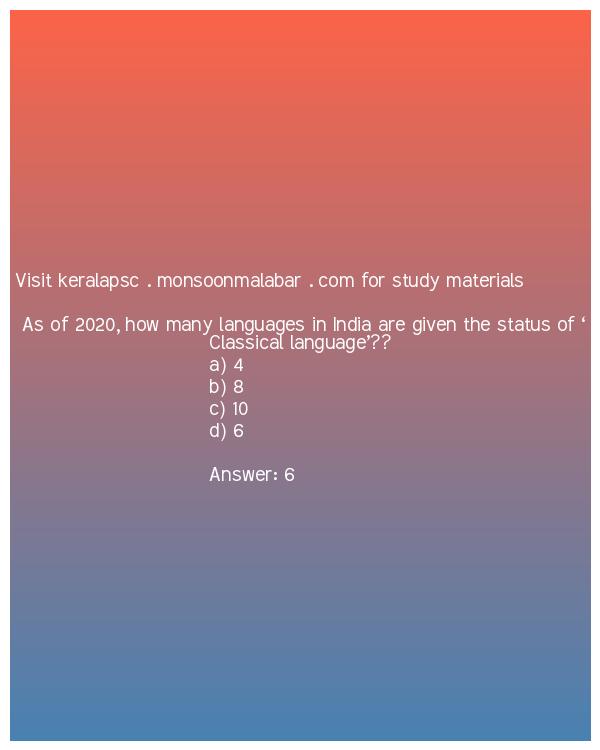 Visit keralapsc . monsoonmalabar . com for study materials
As of 2020, how many languages in India are given the status of ‘
Classical language’??
a) 4
b) 8
c) 10
d) 6
Answer: 6